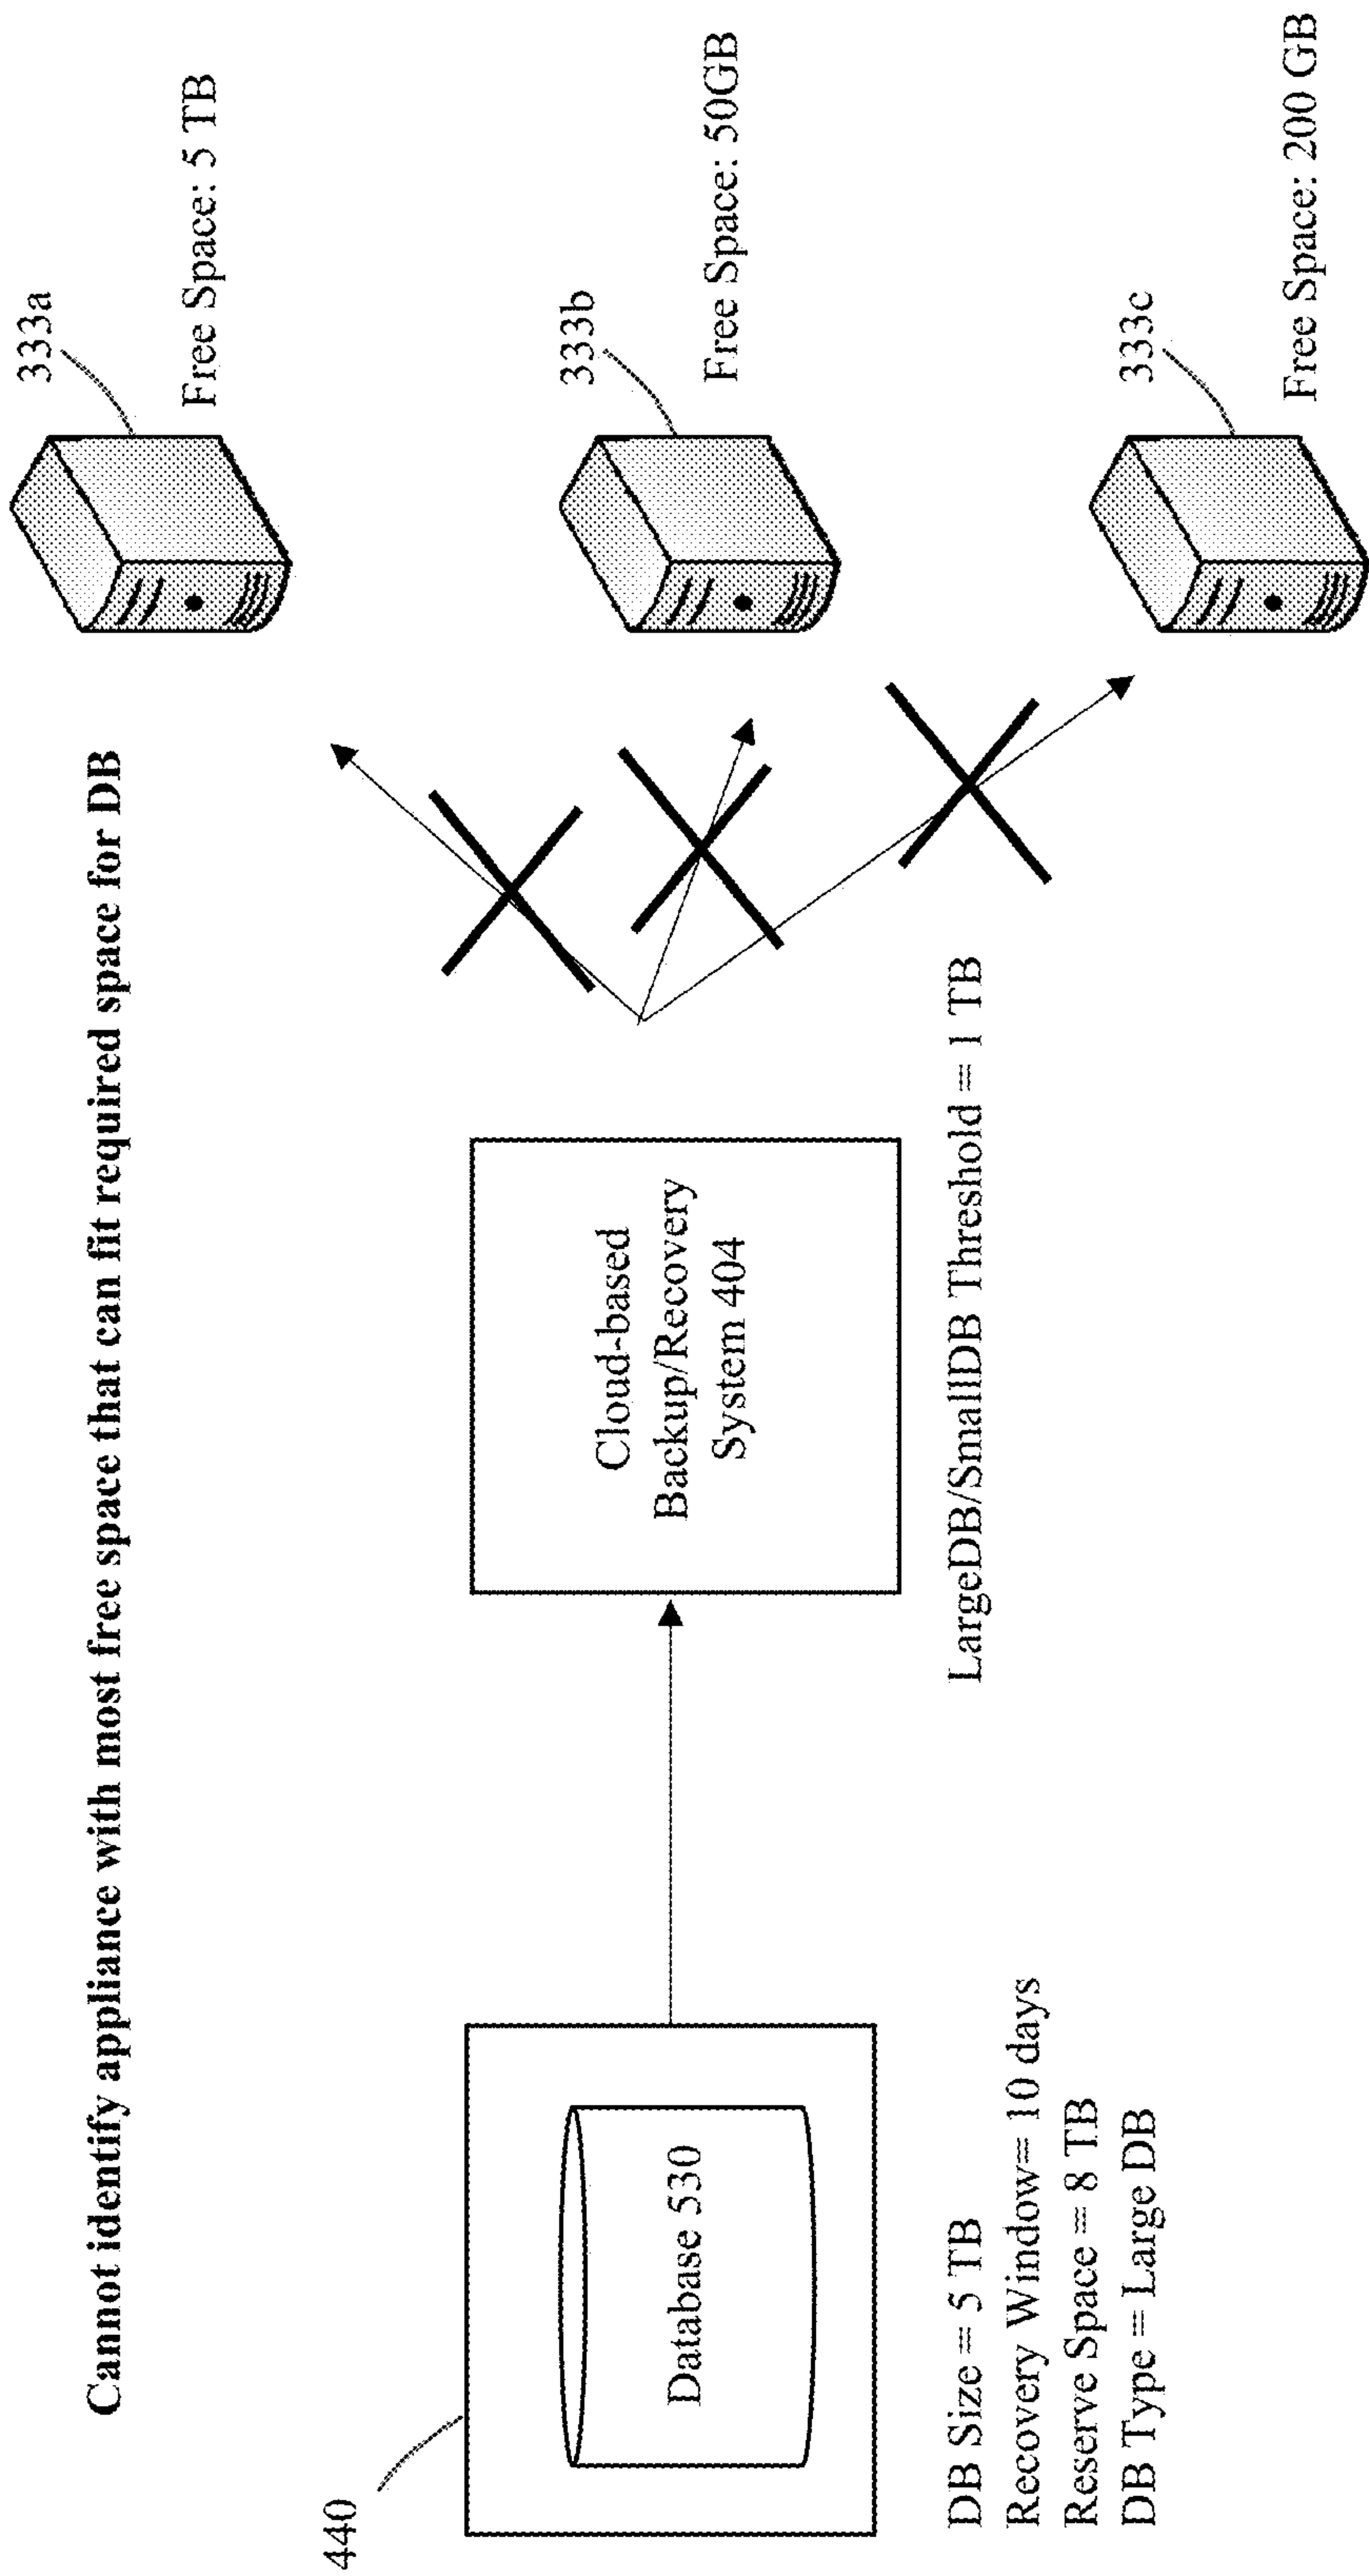 Cannot identify appliance with most free space that can fit required space for DB
440
Database 530
DB Size = 5 TB
Recovery Window= 10 days
Reserve Space = 8 TB
DB Type = Large DB
Cloud-based
Backup/Recovery
System 404
LargeDB/SmallDB Threshold = 1 TB
333a
Free Space: 5 TB
333b
Free Space: 50GB
333c
Free Space: 200 GB